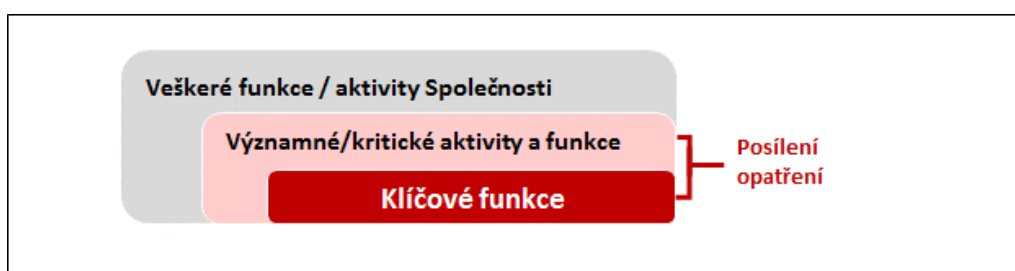 Veškeré funkce / aktivity Společnosti
Významné/kritické aktivity a funkce
Klíčové funkce
Posílení
opatření